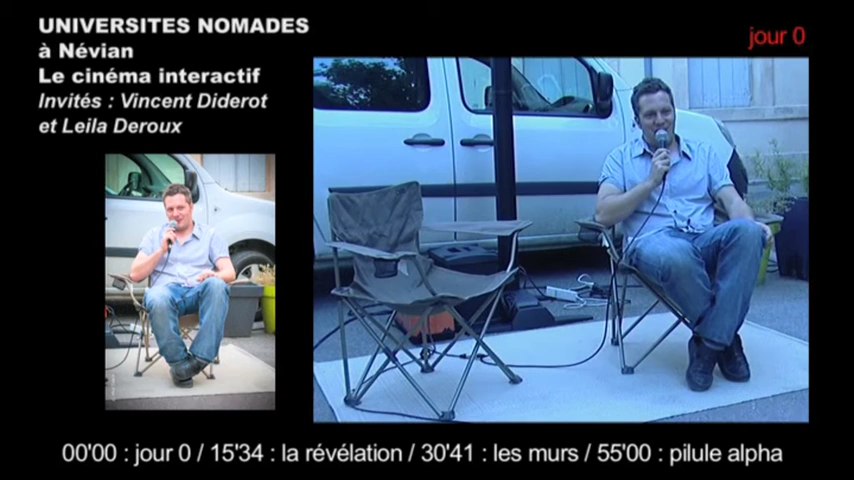 UNIVERSITES NOMADES
à Névian
Le cinéma interactif
Invités : Vincent Diderot
et Leila Deroux
jour 0
00'00 : jour 0 / 15'34 : la révélation / 30'41 : les murs / 55'00 : pilule alpha